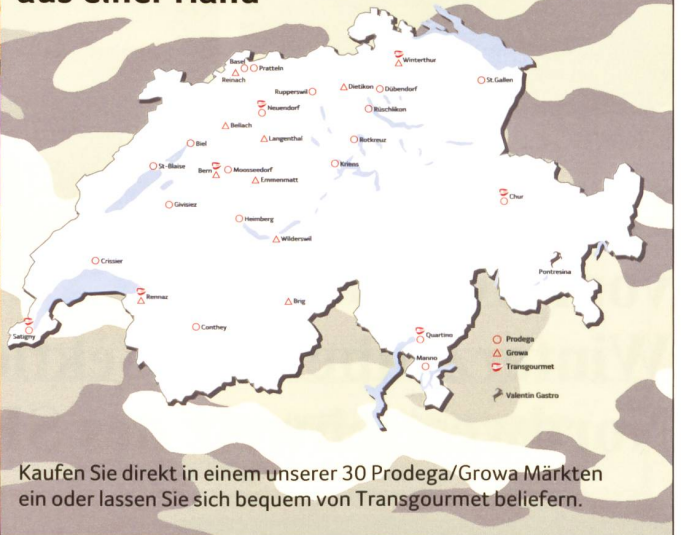 aus einer Hand
Basel
Pratteln
Reinach
Winterthur
St.Gallen
Rupperswil
Dietikon
Dübendorf
Neuendorf
Rüschlikon
Bellach
Langenthal
Rotkreuz
Biel
St-Blaise
Bern
Moosseedorf
Kriens
Emmenmatt
Chur
Givisiez
Heimberg
Wilderswil
Crissier
Pontresina
Rennaz
Brig
Conthey
Satigny
Quartino
Manno
Prodega
Growa
Transgourmet
Valentin Gastro
Kaufen Sie direkt in einem unserer 30 Prodega/Growa Märkten
ein oder lassen Sie sich bequem von Transgourmet beliefern.